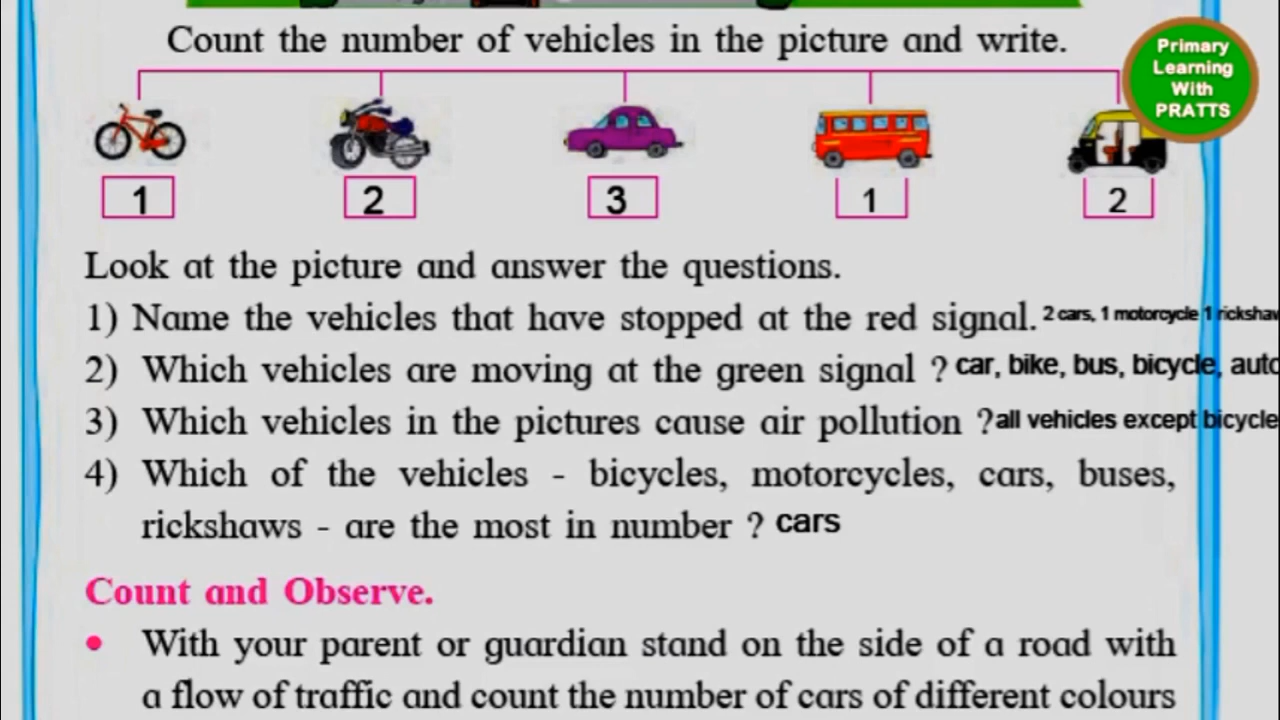 Count the number of vehicles in the picture and write.
Primary
Learning
With
PRATTS
1 2 3 1 2
Look at the picture and answer the questions.
1) Name the vehicles that have stopped at the red signal. 2 cars, 1 motorcycle 1 rickshaw
2) Which vehicles are moving at the green signal ? car, bike, bus, bicycle, auto
3) Which vehicles in the pictures cause air pollution ? all vehicles except bicycle
4) Which of the vehicles - bicycles, motorcycles, cars, buses,
rickshaws - are the most in number ? cars
Count and Observe.
• With your parent or guardian stand on the side of a road with
a flow of traffic and count the number of cars of different colours